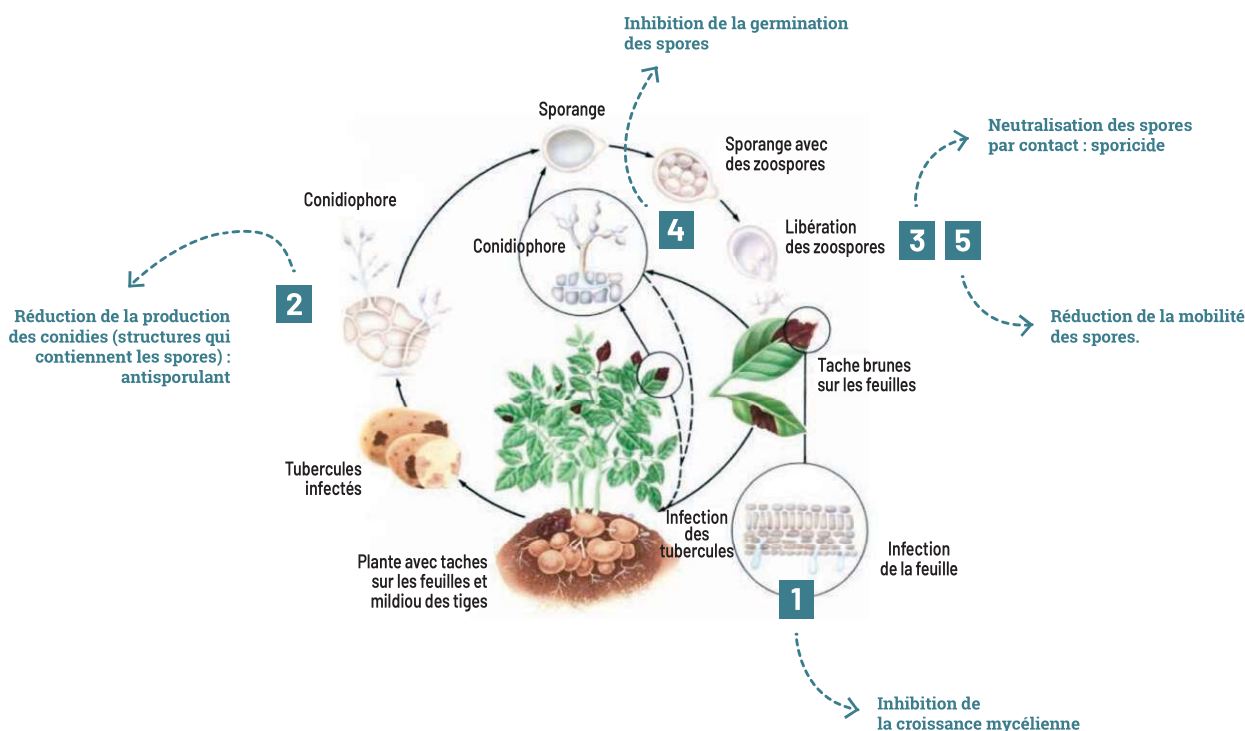 Inhibition de la germination
des spores
Sporange
Sporange avec
des zoospores
Neutralisation des spores
par contact : sporicide
Conidiophore
Conidiophore
4
Libération
des zoospores
3
5
2
Réduction de la production
des conidies (structures qui
contiennent les spores) :
antisporulant
Réduction de la mobilité
des spores.
Tache brunes
sur les feuilles
Tubercules
infectés
Infection
des
tubercules
Plante avec taches
sur les feuilles et
mildiou des tiges
Infection
de la feuille
1
Inhibition de
la croissance mycélienne